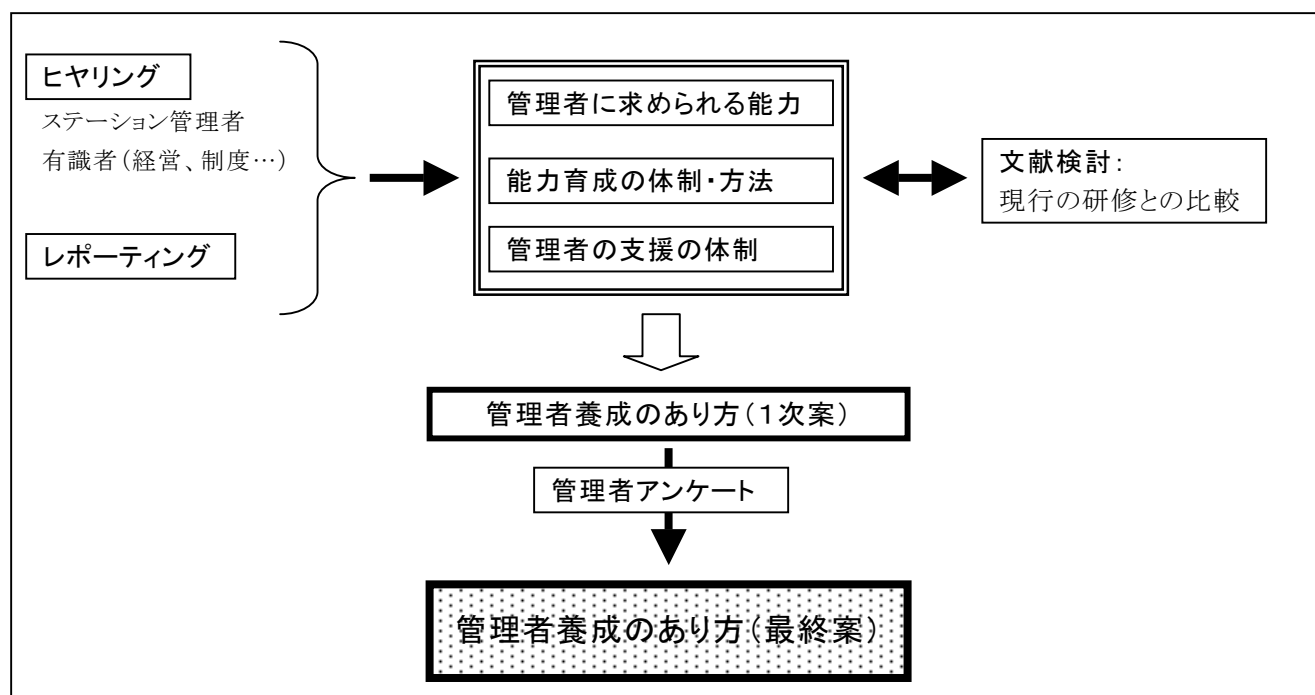 ヒヤリング
ステーション管理者
有識者(経営、制度…)
レポーティング
管理者に求められる能力
能力育成の体制・方法
管理者の支援の体制
文献検討:
現行の研修との比較
管理者養成のあり方(1次案)
管理者アンケート
管理者養成のあり方(最終案)